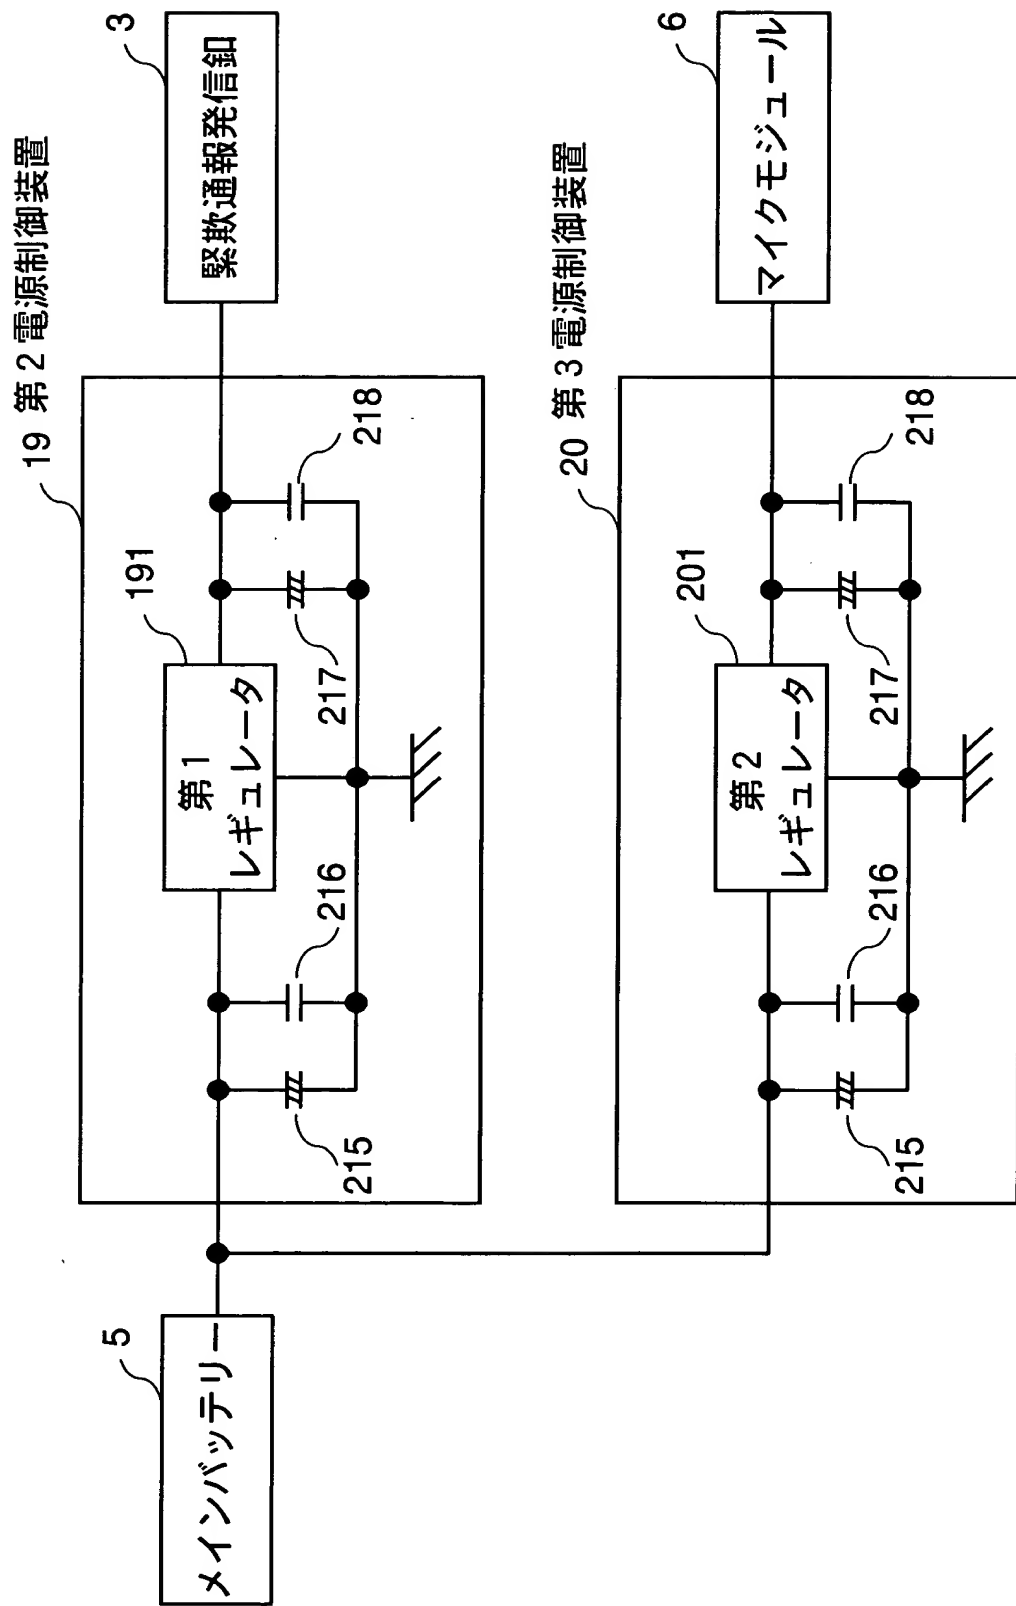 19 第2電源制御装置
5
メインバッテリー
191
第1
レギュレータ
3
緊欺通報発信釦
215
216
217
218
20 第3電源制御装置
201
第2
レギュレータ
6
マイクモジュール
215
216
217
218